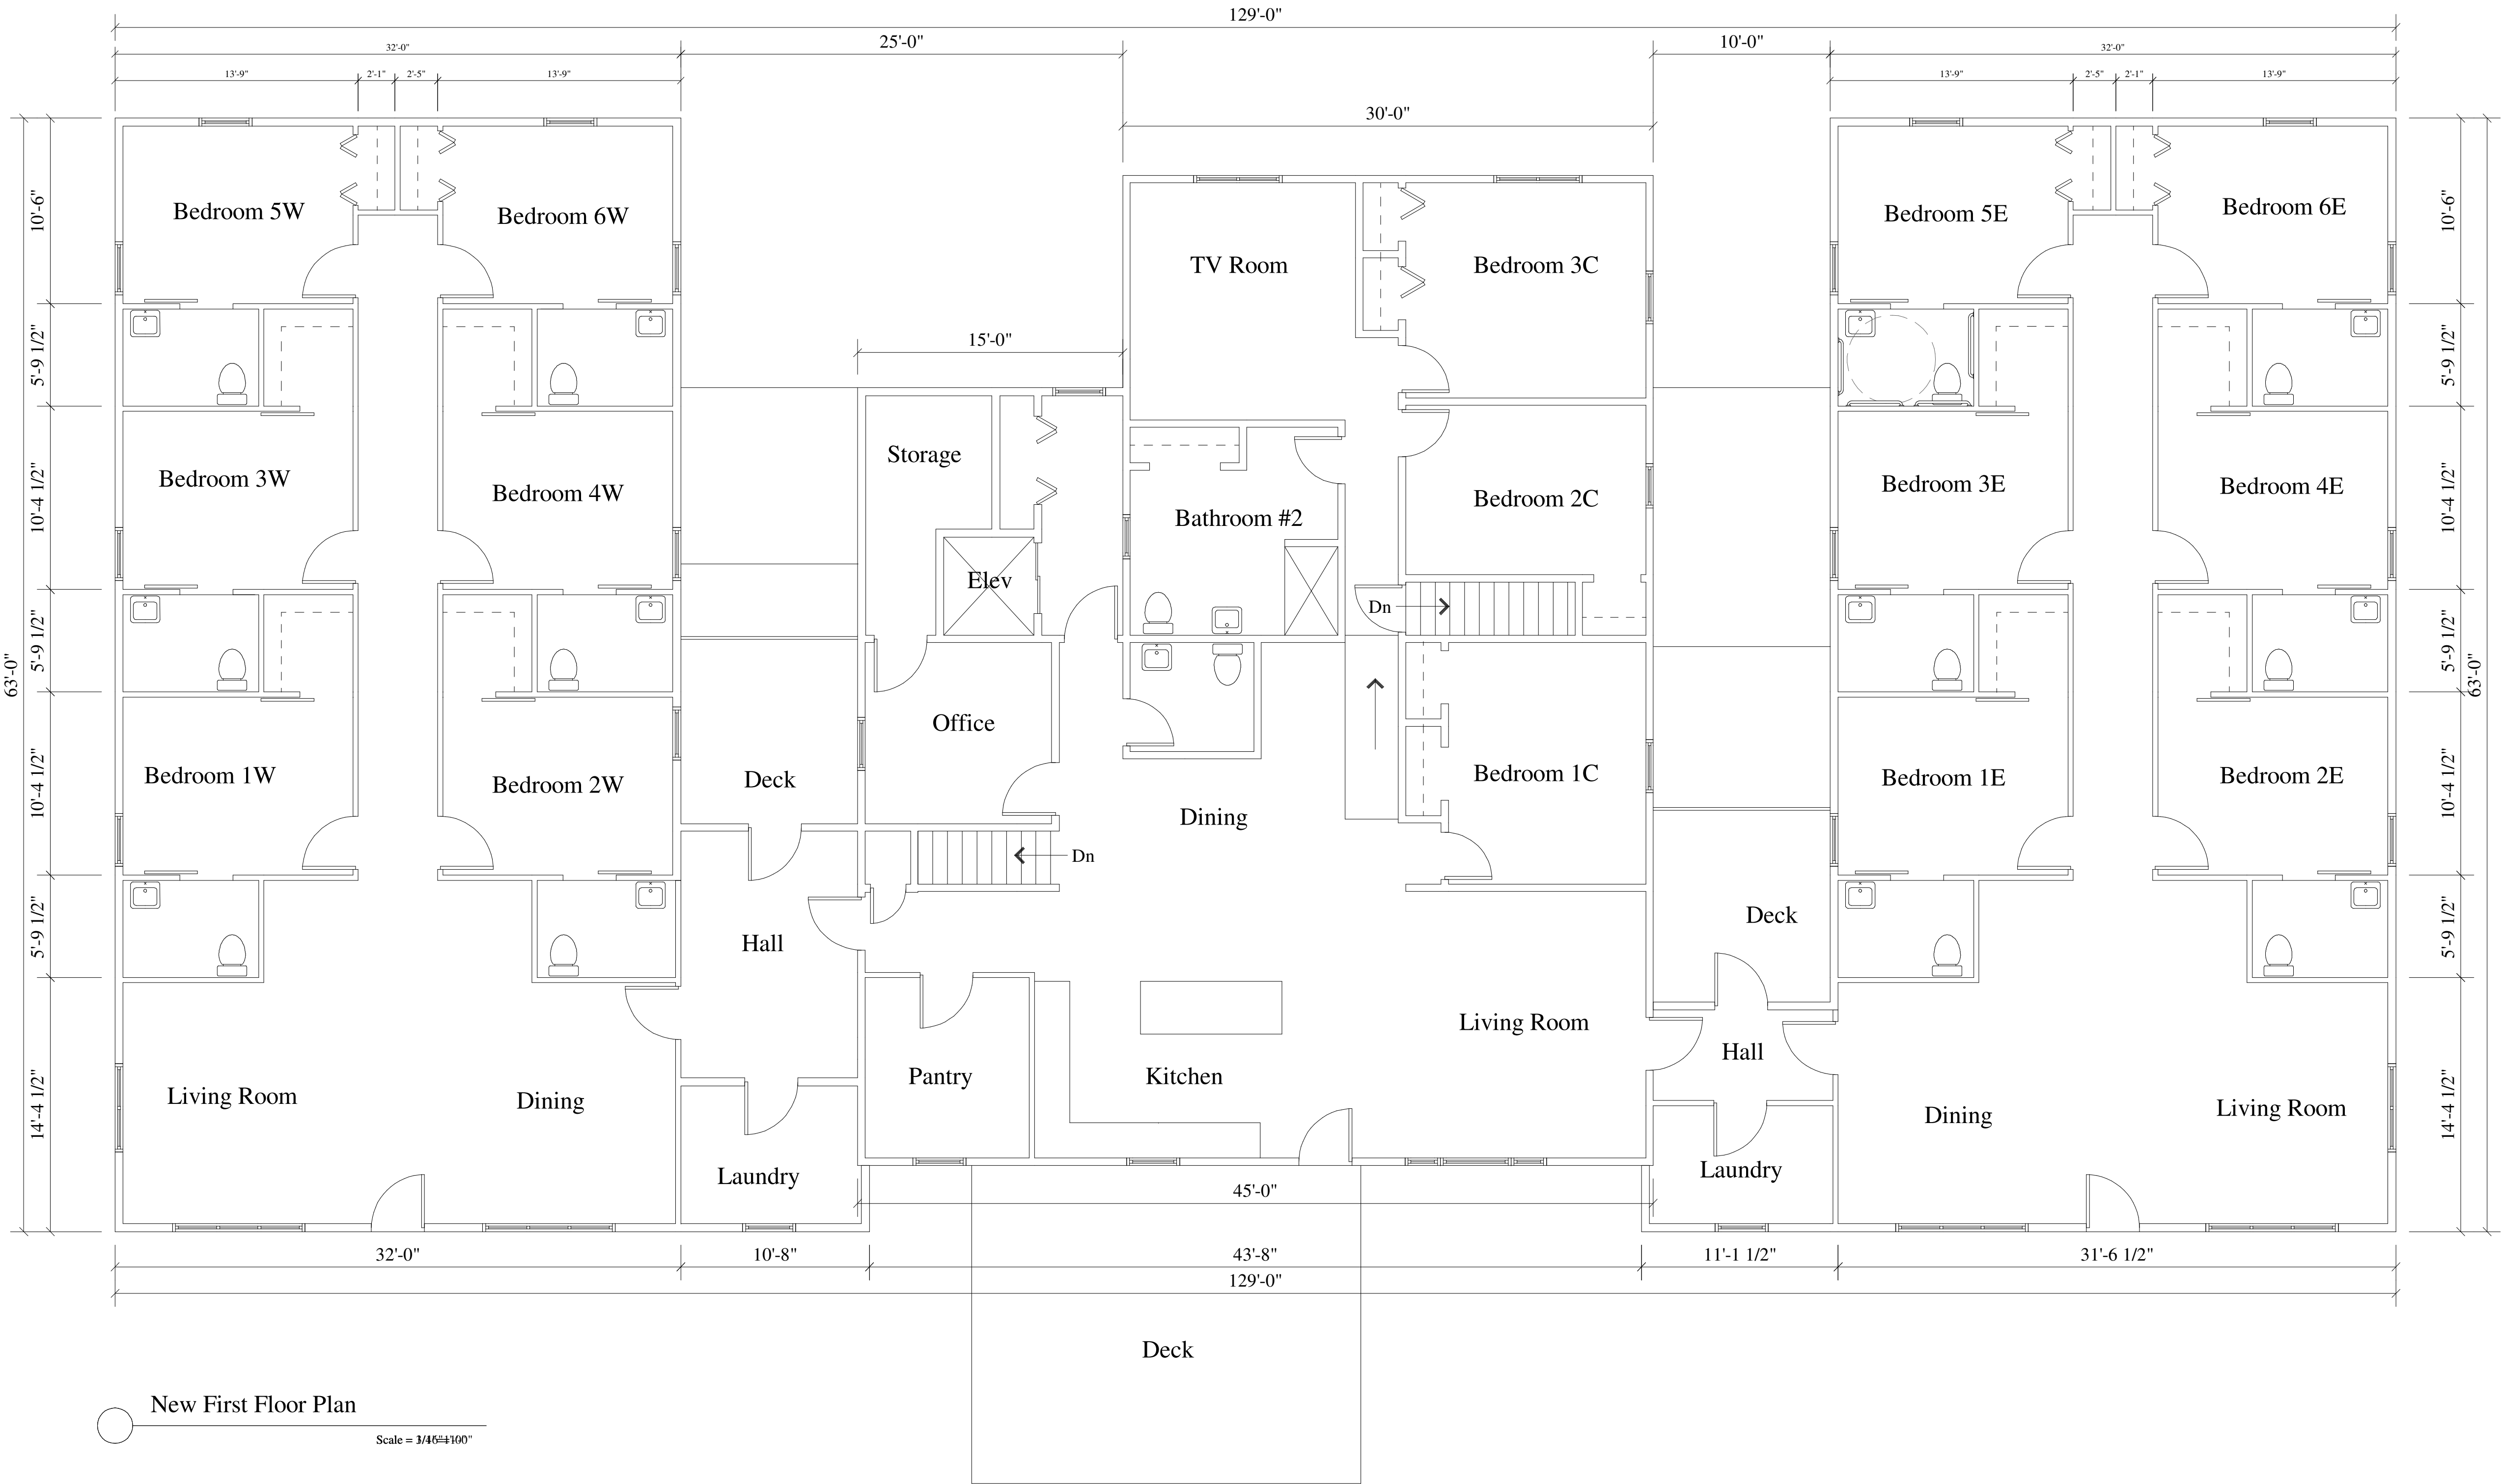 129'-0"
32'-0"
25'-0"
10'-0"
32'-0"
13'-9"
2'-1"
2'-5"
13'-9"
13'-9"
2'-5"
2'-1"
13'-9"
30'-0"
10'-6"
Bedroom 5W
Bedroom 6W
TV Room
Bedroom 3C
Bedroom 5E
Bedroom 6E
10'-6"
5'-9 1/2"
15'-0"
5'-9 1/2"
10'-4 1/2"
Bedroom 3W
Bedroom 4W
Storage
Elev
Bathroom #2
Bedroom 2C
Dn
Bedroom 3E
Bedroom 4E
10'-4 1/2"
63'-0"
5'-9 1/2"
5'-9 1/2"
63'-0"
10'-4 1/2"
Bedroom 1W
Bedroom 2W
Deck
Office
Dining
Bedroom 1C
Bedroom 1E
Bedroom 2E
10'-4 1/2"
Dn
5'-9 1/2"
Hall
Deck
5'-9 1/2"
14'-4 1/2"
Living Room
Dining
Laundry
Pantry
Kitchen
Living Room
Hall
Laundry
Dining
Living Room
14'-4 1/2"
45'-0"
32'-0"
10'-8"
43'-8"
11'-1 1/2"
31'-6 1/2"
129'-0"
Deck
New First Floor Plan
Scale =